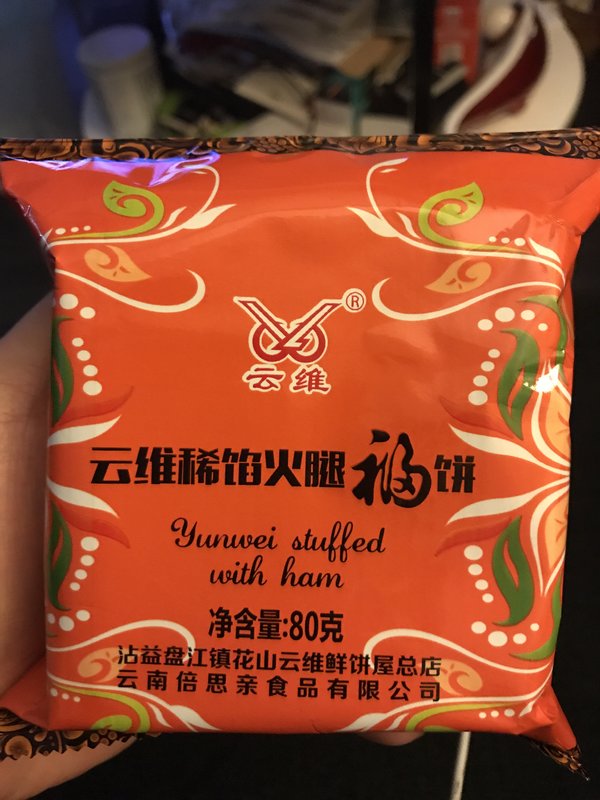 ®
云维
云维稀馅火腿福饼
Yunwei stuffed
with ham
净含量:80克
沾益盘江镇花山云维鲜饼屋总店
云南倍思亲食品有限公司